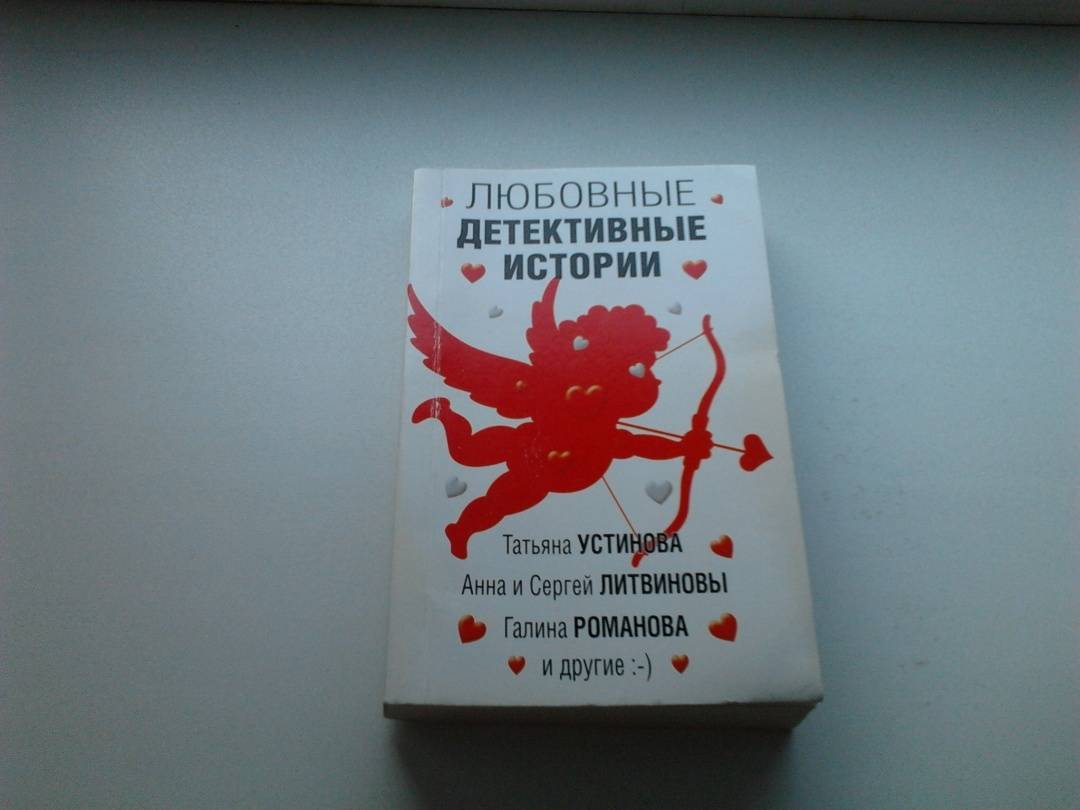 ЛЮБОВНЫЕ
ДЕТЕКТИВНЫЕ
ИСТОРИИ
Татьяна УСТИНОВА
Анна и Сергей ЛИТВИНОВЫ
Галина РОМАНОВА
и другие :-)